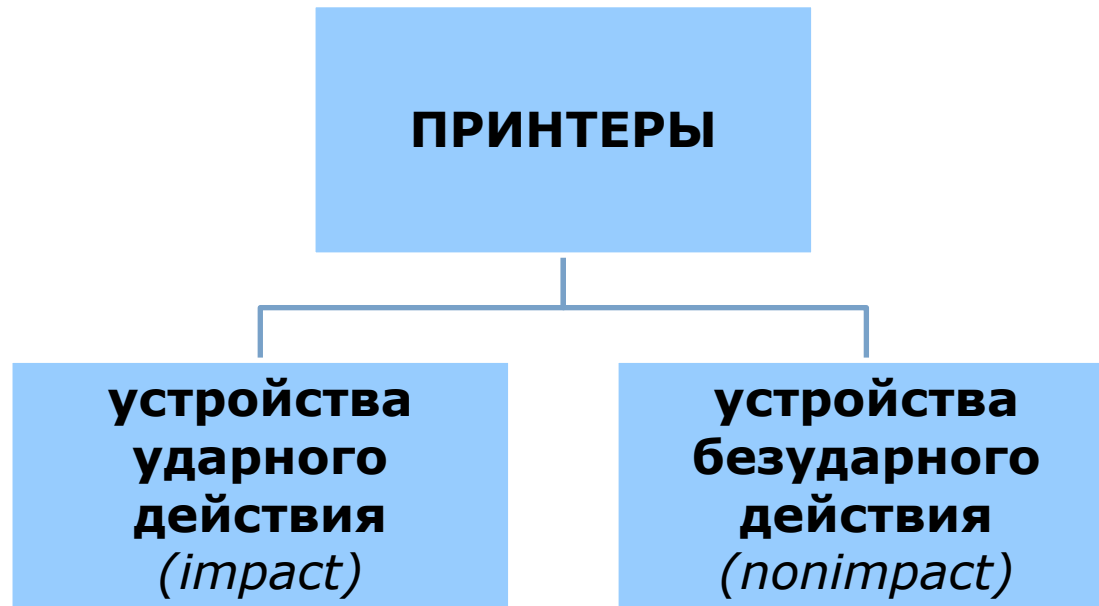 ПРИНТЕРЫ
устройства
ударного
действия
(impact)
устройства
безударного
действия
(nonimpact)